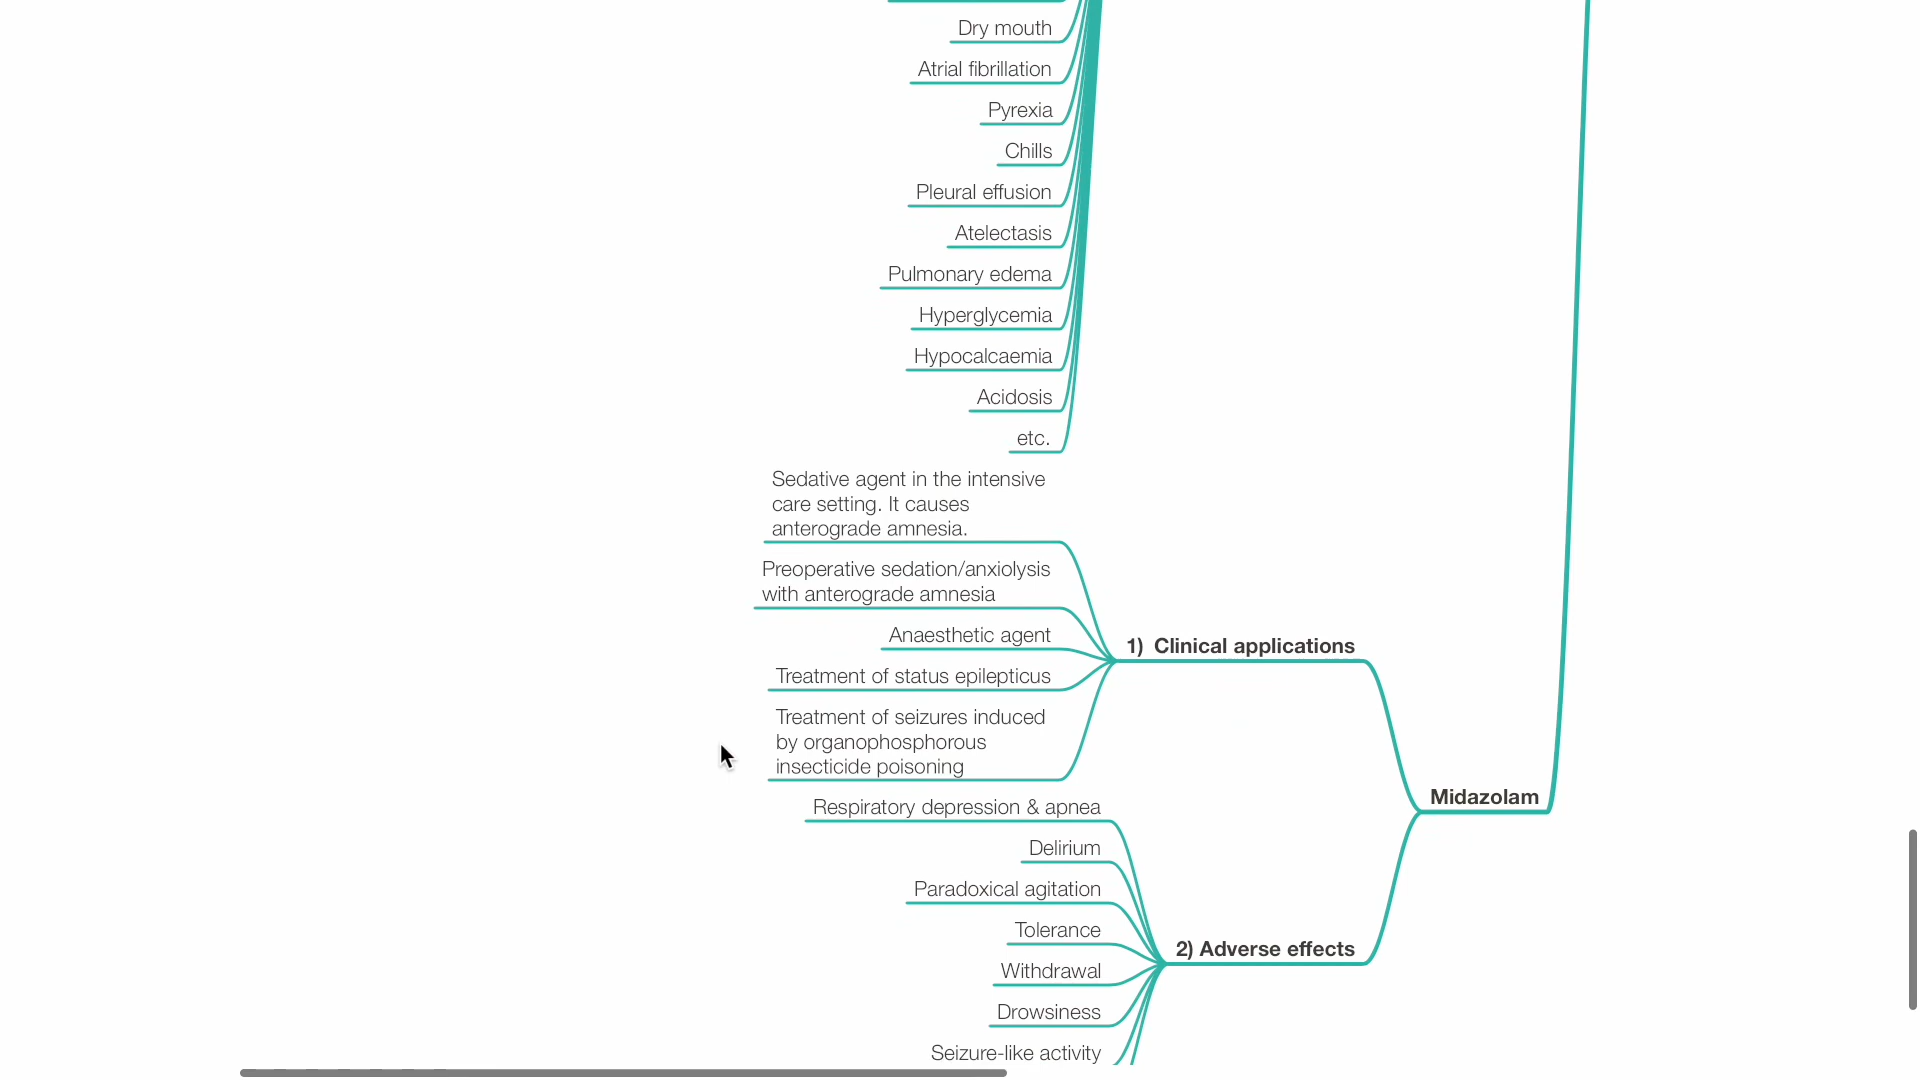 Dry mouth
Atrial fibrillation
Pyrexia
Chills
Pleural effusion
Atelectasis
Pulmonary edema
Hyperglycemia
Hypocalcaemia
Acidosis
etc.
Sedative agent in the intensive
care setting. It causes
anterograde amnesia.
Preoperative sedation/anxiolysis
with anterograde amnesia
Anaesthetic agent
Treatment of status epilepticus
Treatment of seizures induced
by organophosphorous
insecticide poisoning
1) Clinical applications
Midazolam
Respiratory depression & apnea
Delirium
Paradoxical agitation
Tolerance
Withdrawal
Drowsiness
Seizure-like activity
2) Adverse effects